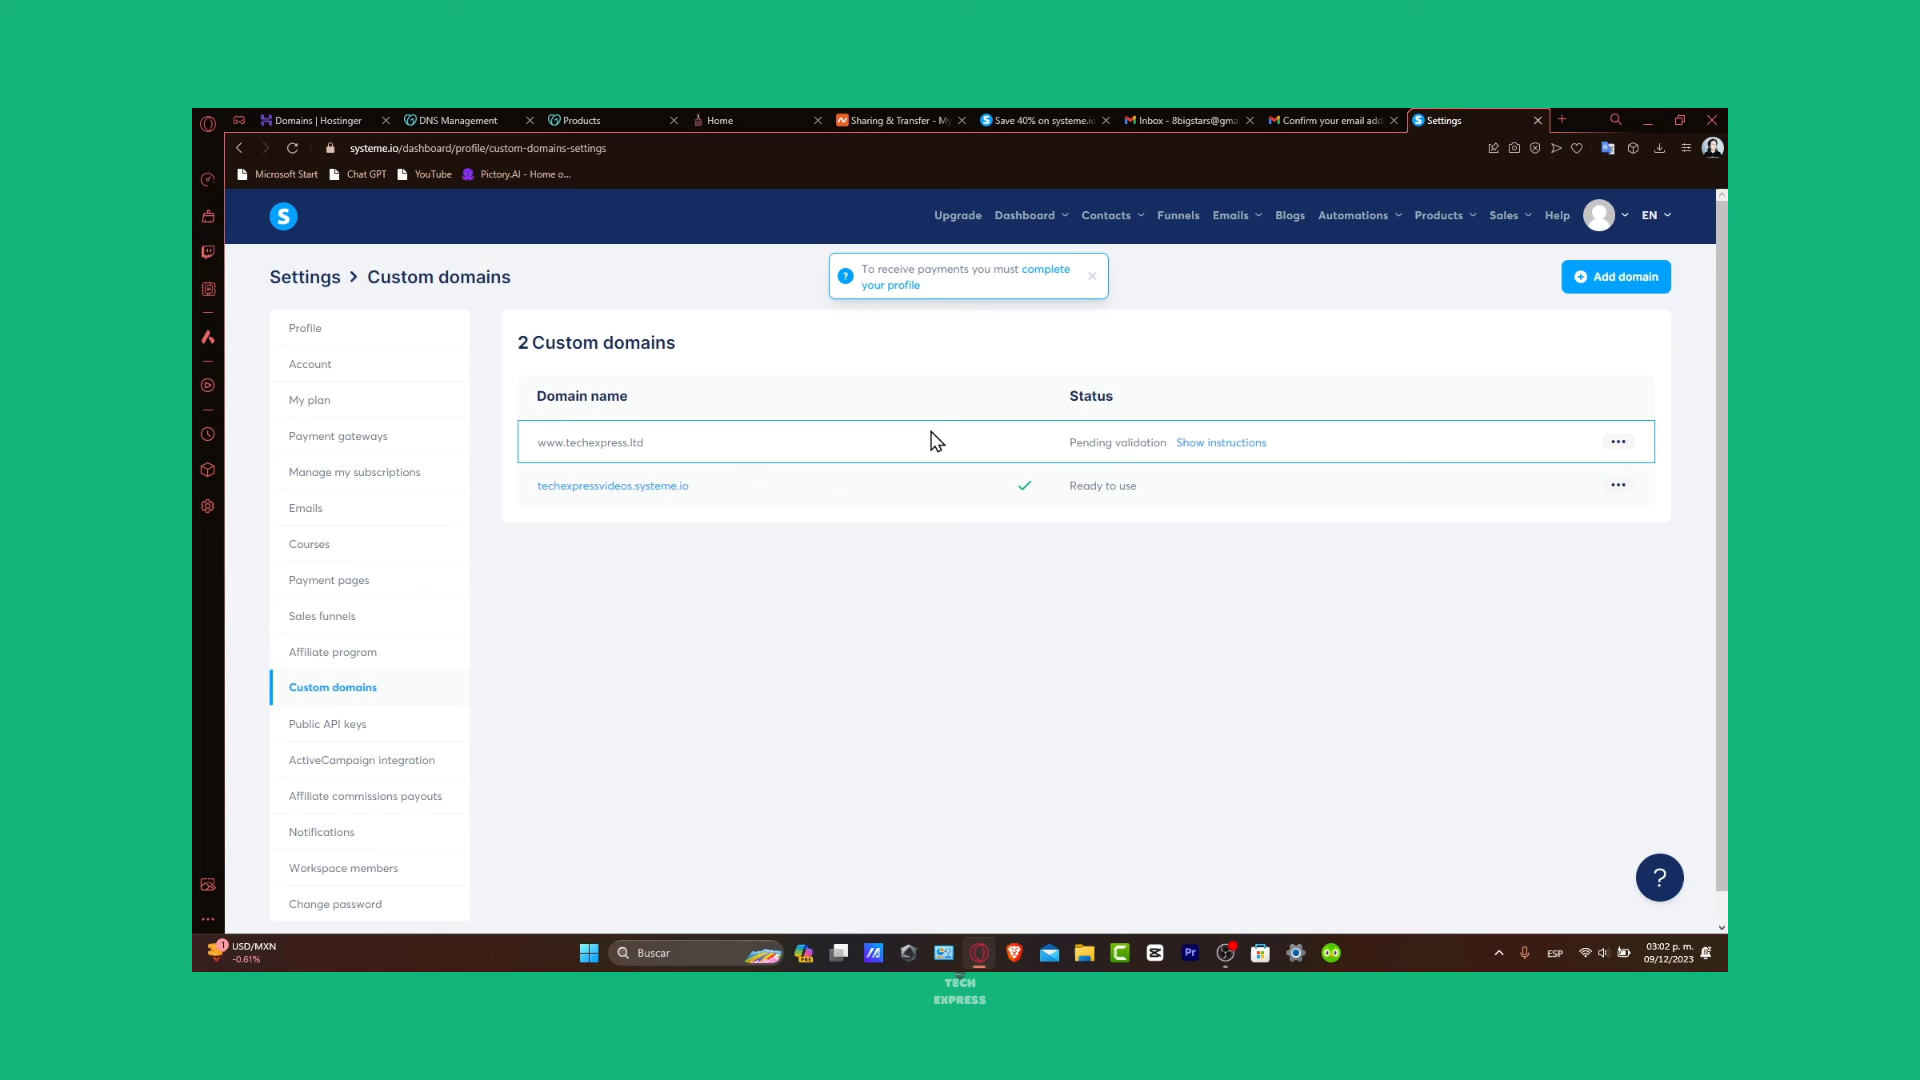 Domains | Hostinger
DNS Management
Products
Home
Sharing & Transfer - My
Save 40% on systeme.io
Inbox - 8bigstars@gma
Confirm your email add
Settings
systeme.io/dashboard/profile/custom-domains-settings
Microsoft Start
Chat GPT
YouTube
Pictory.AI - Home o...
S
Upgrade
Dashboard
Contacts
Funnels
Emails
Blogs
Automations
Products
Sales
Help
EN
Settings > Custom domains
To receive payments you must complete
your profile
Add domain
Profile
Account
My plan
Payment gateways
Manage my subscriptions
Emails
Courses
Payment pages
Sales funnels
Affiliate program
Custom domains
Public API keys
ActiveCampaign integration
Affiliate commissions payouts
Notifications
Workspace members
Change password
2 Custom domains
Domain name
Status
www.techexpress.ltd
Pending validation
Show instructions
techexpressvideos.systeme.io
Ready to use
?
1
USD/MXN
-0.61%
Buscar
Pr
ESP
03:02 p. m.
09/12/2023
TECH
EXPRESS